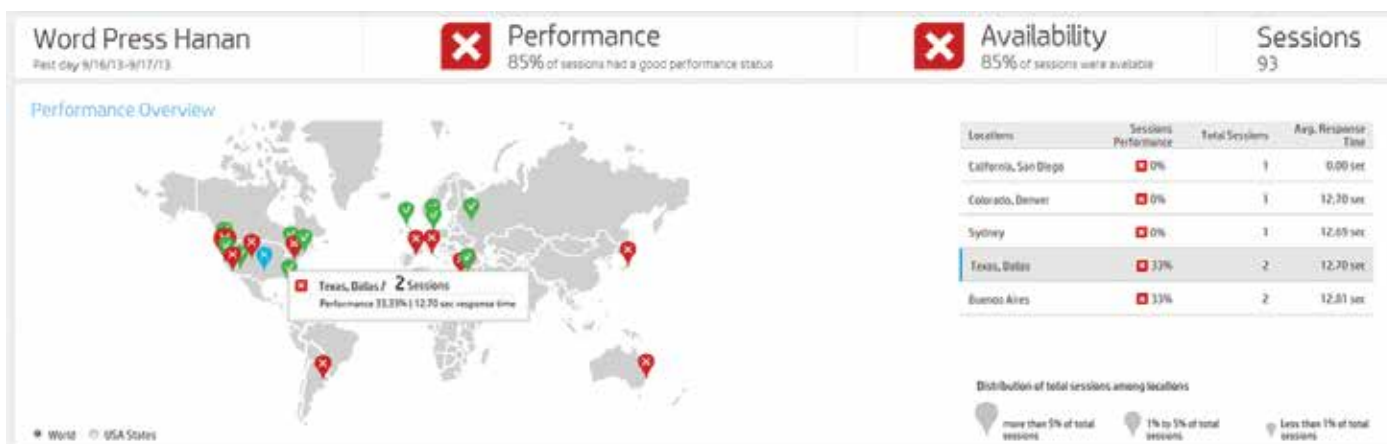 Word Press Hanan
Past day 9/16/13-9/17/13
Performance
85% of sessions had a good performance status
Availability
85% of sessions were available
Sessions
93
Performance Overview
Texas, Dallas / 2 Sessions
Performance 33.33% | 12.70 sec response time
World USA States
Locations Sessions Performance Total Sessions Avg. Response Time
California, San Diego 0% 1 0.00 sec
Colorado, Denver 0% 1 12.70 sec
Sydney 0% 1 12.69 sec
Texas, Dallas 33% 2 12.70 sec
Buenos Aires 33% 2 12.81 sec
Distribution of total sessions among locations
more than 5% of total sessions
1% to 5% of total sessions
Less than 1% of total sessions